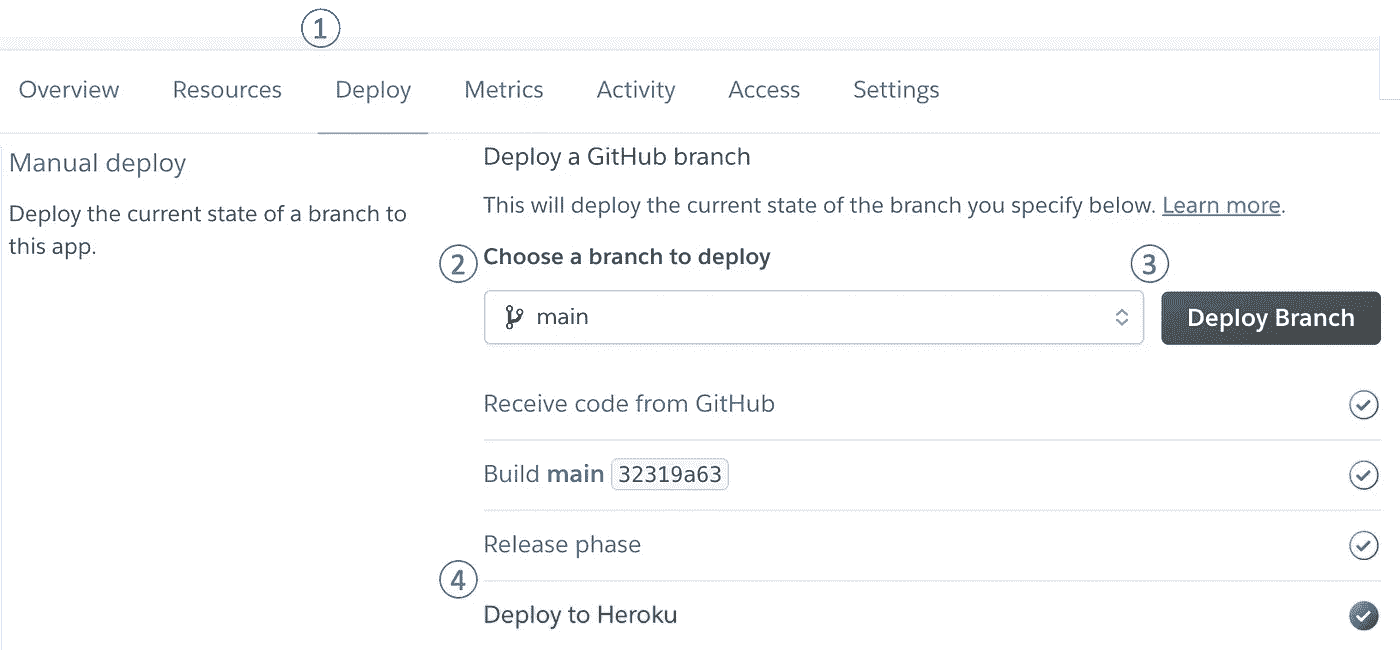 ①
Overview Resources Deploy Metrics Activity Access Settings
Manual deploy
Deploy the current state of a branch to
this app.
Deploy a GitHub branch
This will deploy the current state of the branch you specify below. Learn more.
② Choose a branch to deploy
main
③
Deploy Branch
Receive code from GitHub
Build main 32319a63
Release phase
④
Deploy to Heroku